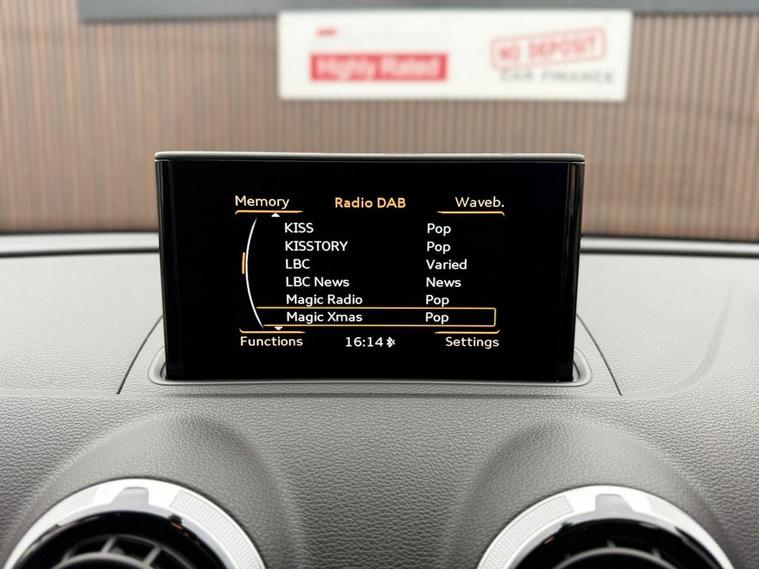 Highly Rated
NO DEPOSIT
CAR FINANCE
Memory Radio DAB Waveb.
KISS Pop
KISSTORY Pop
LBC Varied
LBC News News
Magic Radio Pop
Magic Xmas Pop
Functions 16:14 Settings